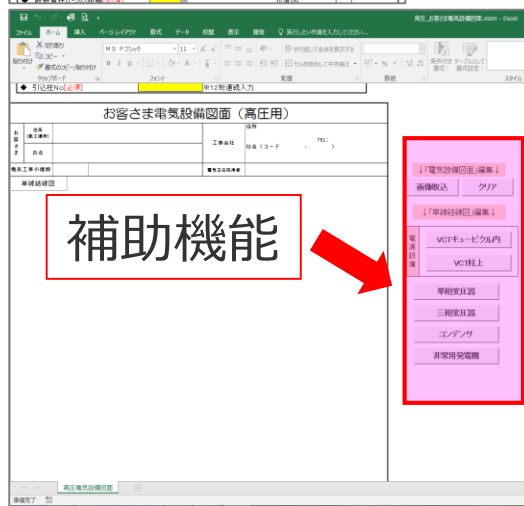 高圧_お客さま電気設備図面.xlsm - Excel
ファイル ホーム 挿入 ページレイアウト 数式 データ 校閲 表示 開発 実行したい作業を入力してください...
切り取り
コピー
貼り付け 書式のコピー/貼り付け
MS Pゴシック 11
折り返して全体を表示する
セルを結合して中央揃え
条件付き 書式
テーブルとして 書式設定
クリップボード フォント 配置 数値 スタイル
◆ 引込柱No[必須] ※12桁連続入力
お客さま電気設備図面（高圧用）
お客さま
住所
(施工場所)
氏名
工事会社
住所
TEL:
社名（コード - ）
電気工事の種類
電気主任技術者
単線結線図
補助機能
↓「電気設備図面」編集↓
画像取込 クリア
↓「単線結線図」編集↓
電源設備
VCTキュービクル内
VCT柱上
単相変圧器
三相変圧器
コンデンサ
非常用発電機
高圧電気設備図面
準備完了